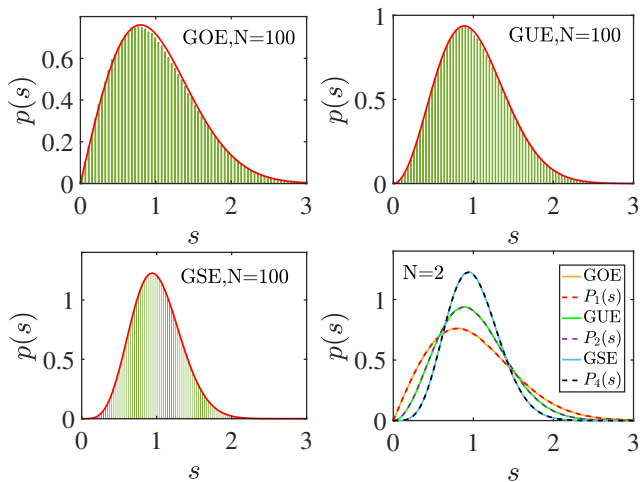 GOE,N=100
p(s)
0.6
0.4
0.2
0
0 1 2 3
s
GUE,N=100
p(s)
1
0.5
0
0 1 2 3
s
GSE,N=100
p(s)
1
0.5
0
0 1 2 3
s
N=2
p(s)
1
0.5
0
0 1 2 3
s
GOE
P₁(s)
GUE
P₂(s)
GSE
P₄(s)